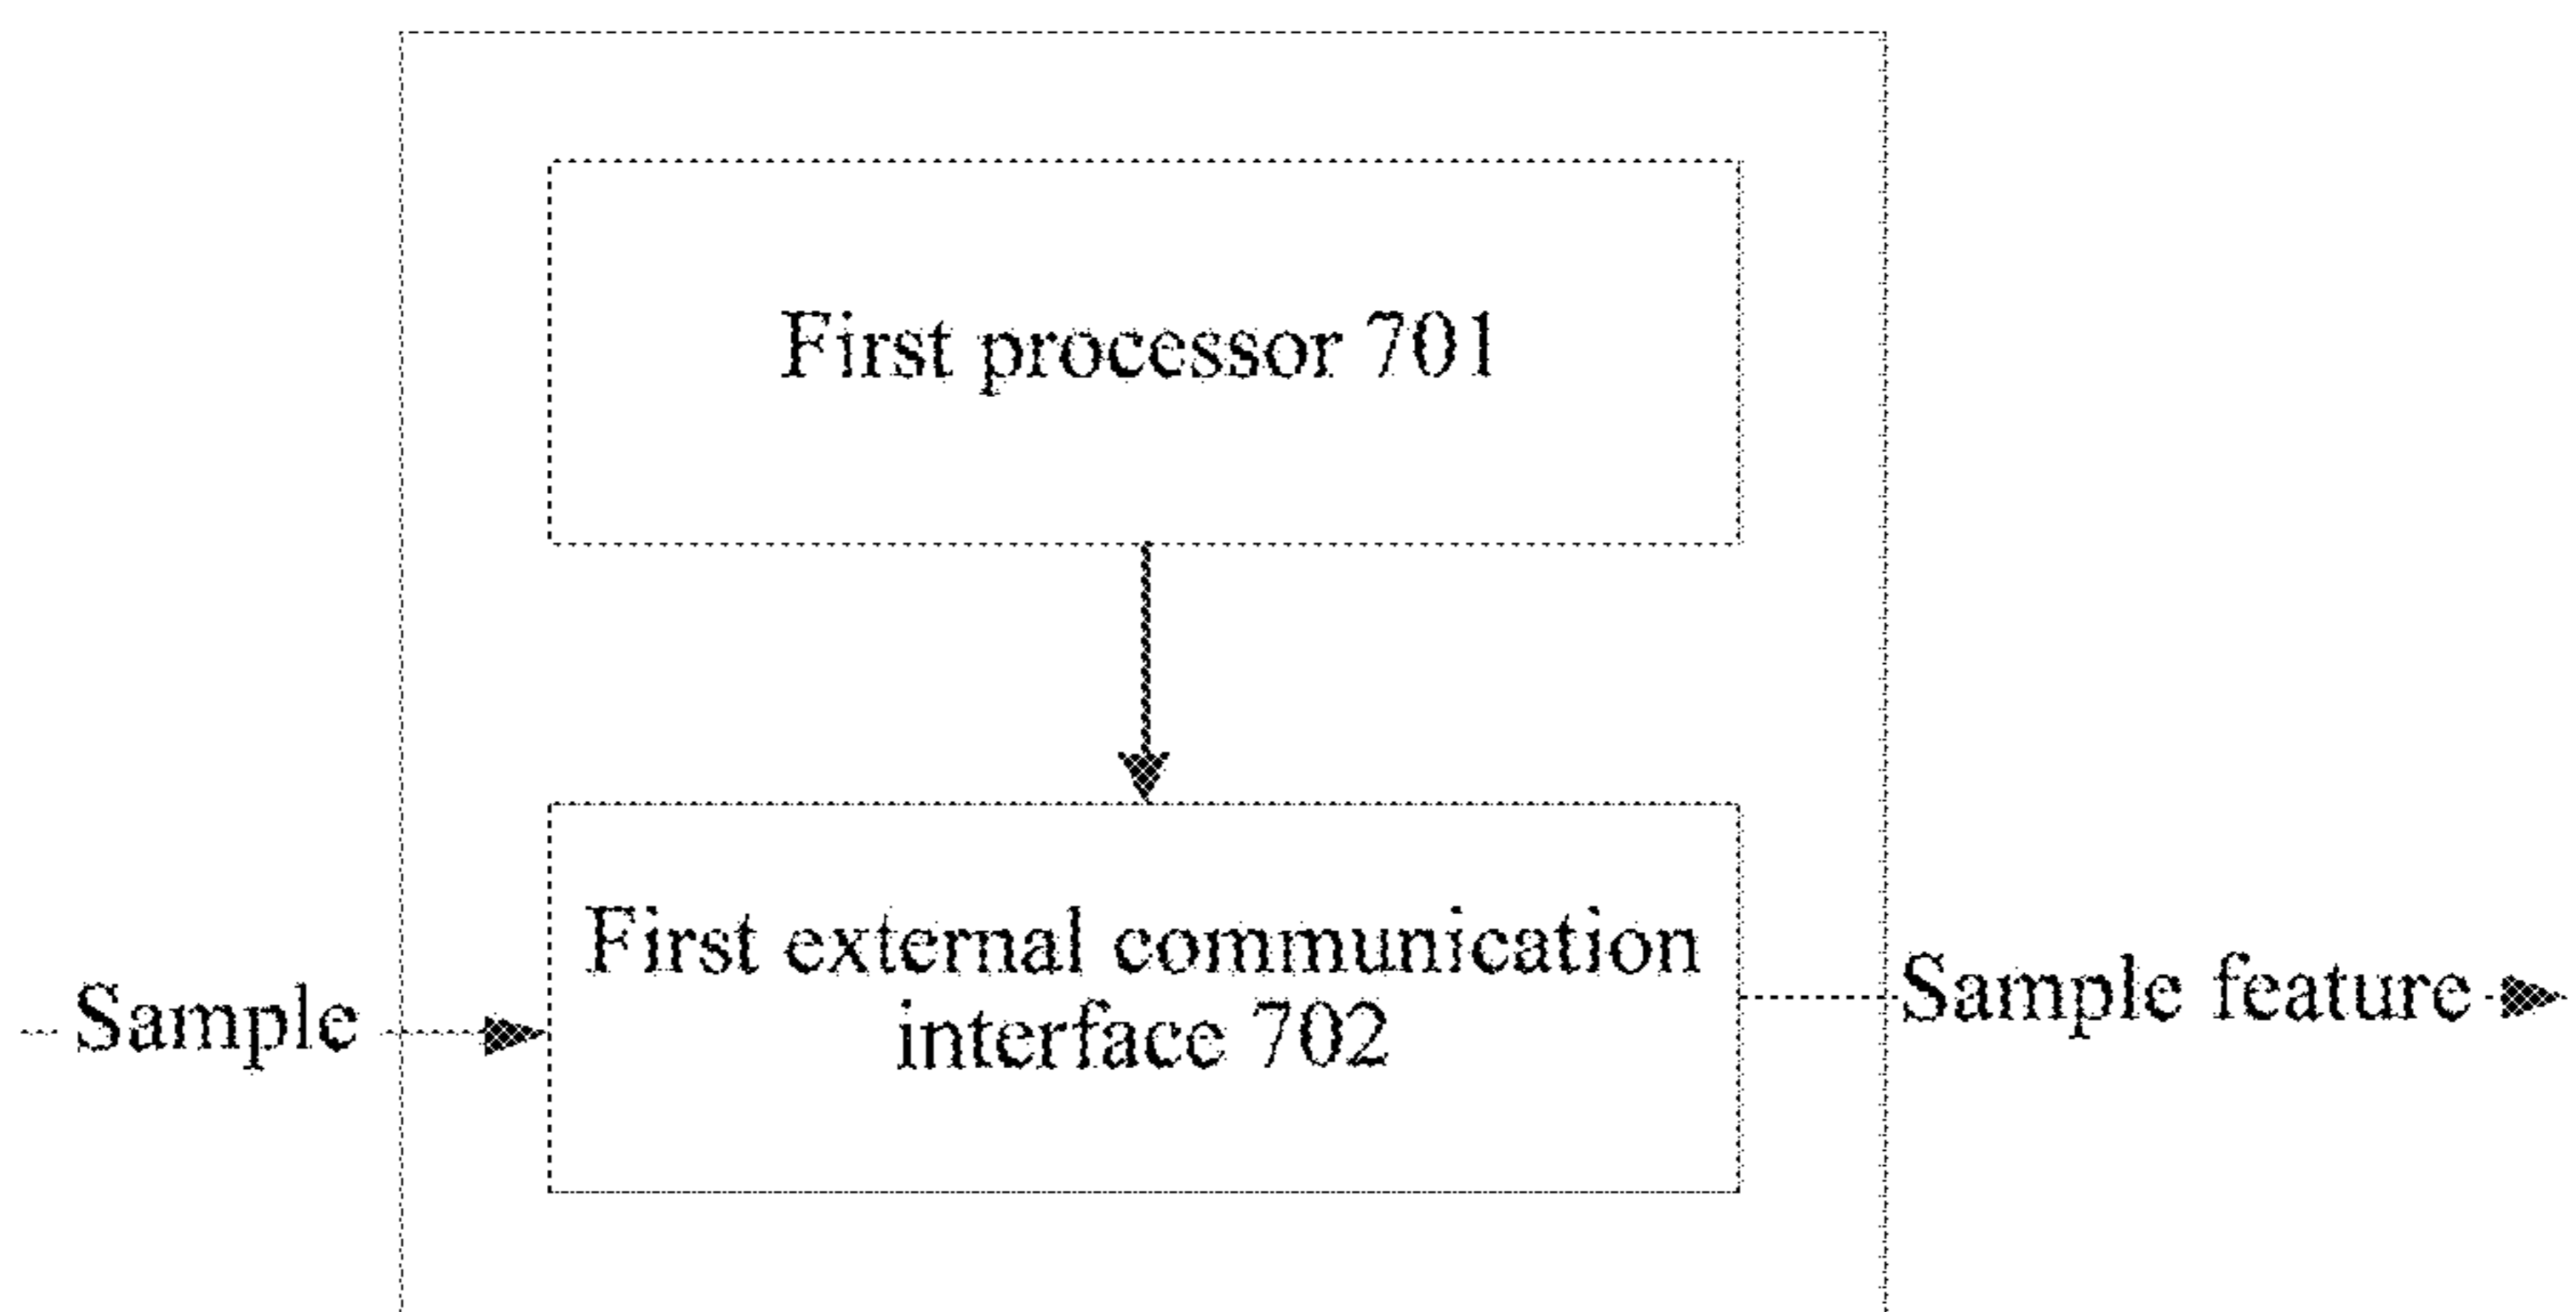 First processor 701
First external communication
interface 702
Sample
Sample feature